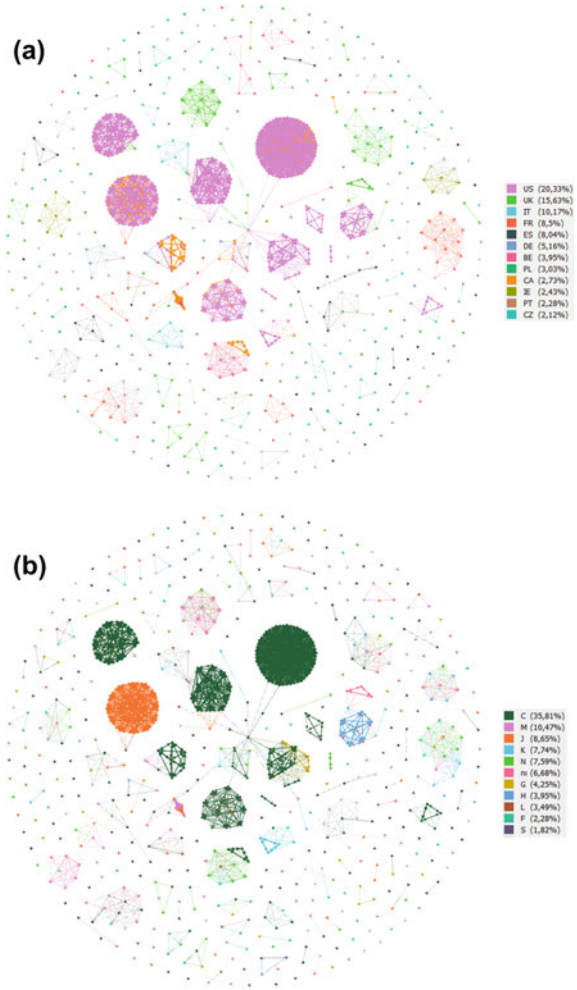 (a)
US (20,33%)
UK (15,63%)
IT (10,17%)
FR (8,5%)
ES (8,04%)
DE (5,16%)
BE (3,95%)
PL (3,03%)
CA (2,73%)
IE (2,43%)
PT (2,28%)
CZ (2,12%)
(b)
C (35,81%)
M (10,47%)
J (8,65%)
K (7,74%)
N (7,59%)
m (6,68%)
G (4,25%)
H (3,95%)
L (3,49%)
F (2,28%)
S (1,82%)